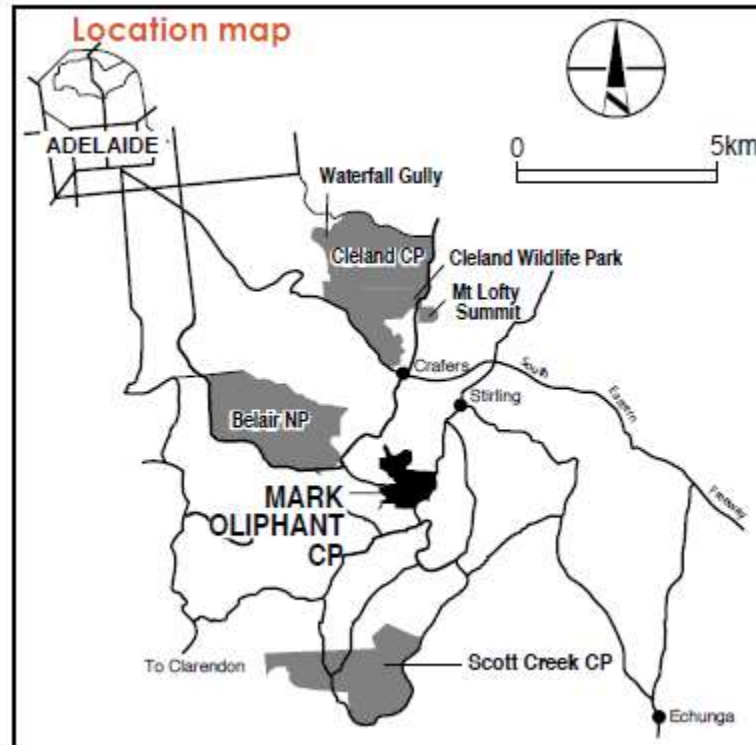 Location map
ADELAIDE
0 5km
Waterfall Gully
Cleland CP
Cleland Wildlife Park
Mt Lofty
Summit
Crafers
South
Eastern
Freeway
Stirling
Belair NP
MARK
OLIPHANT
CP
To Clarendon
Scott Creek CP
Echunga